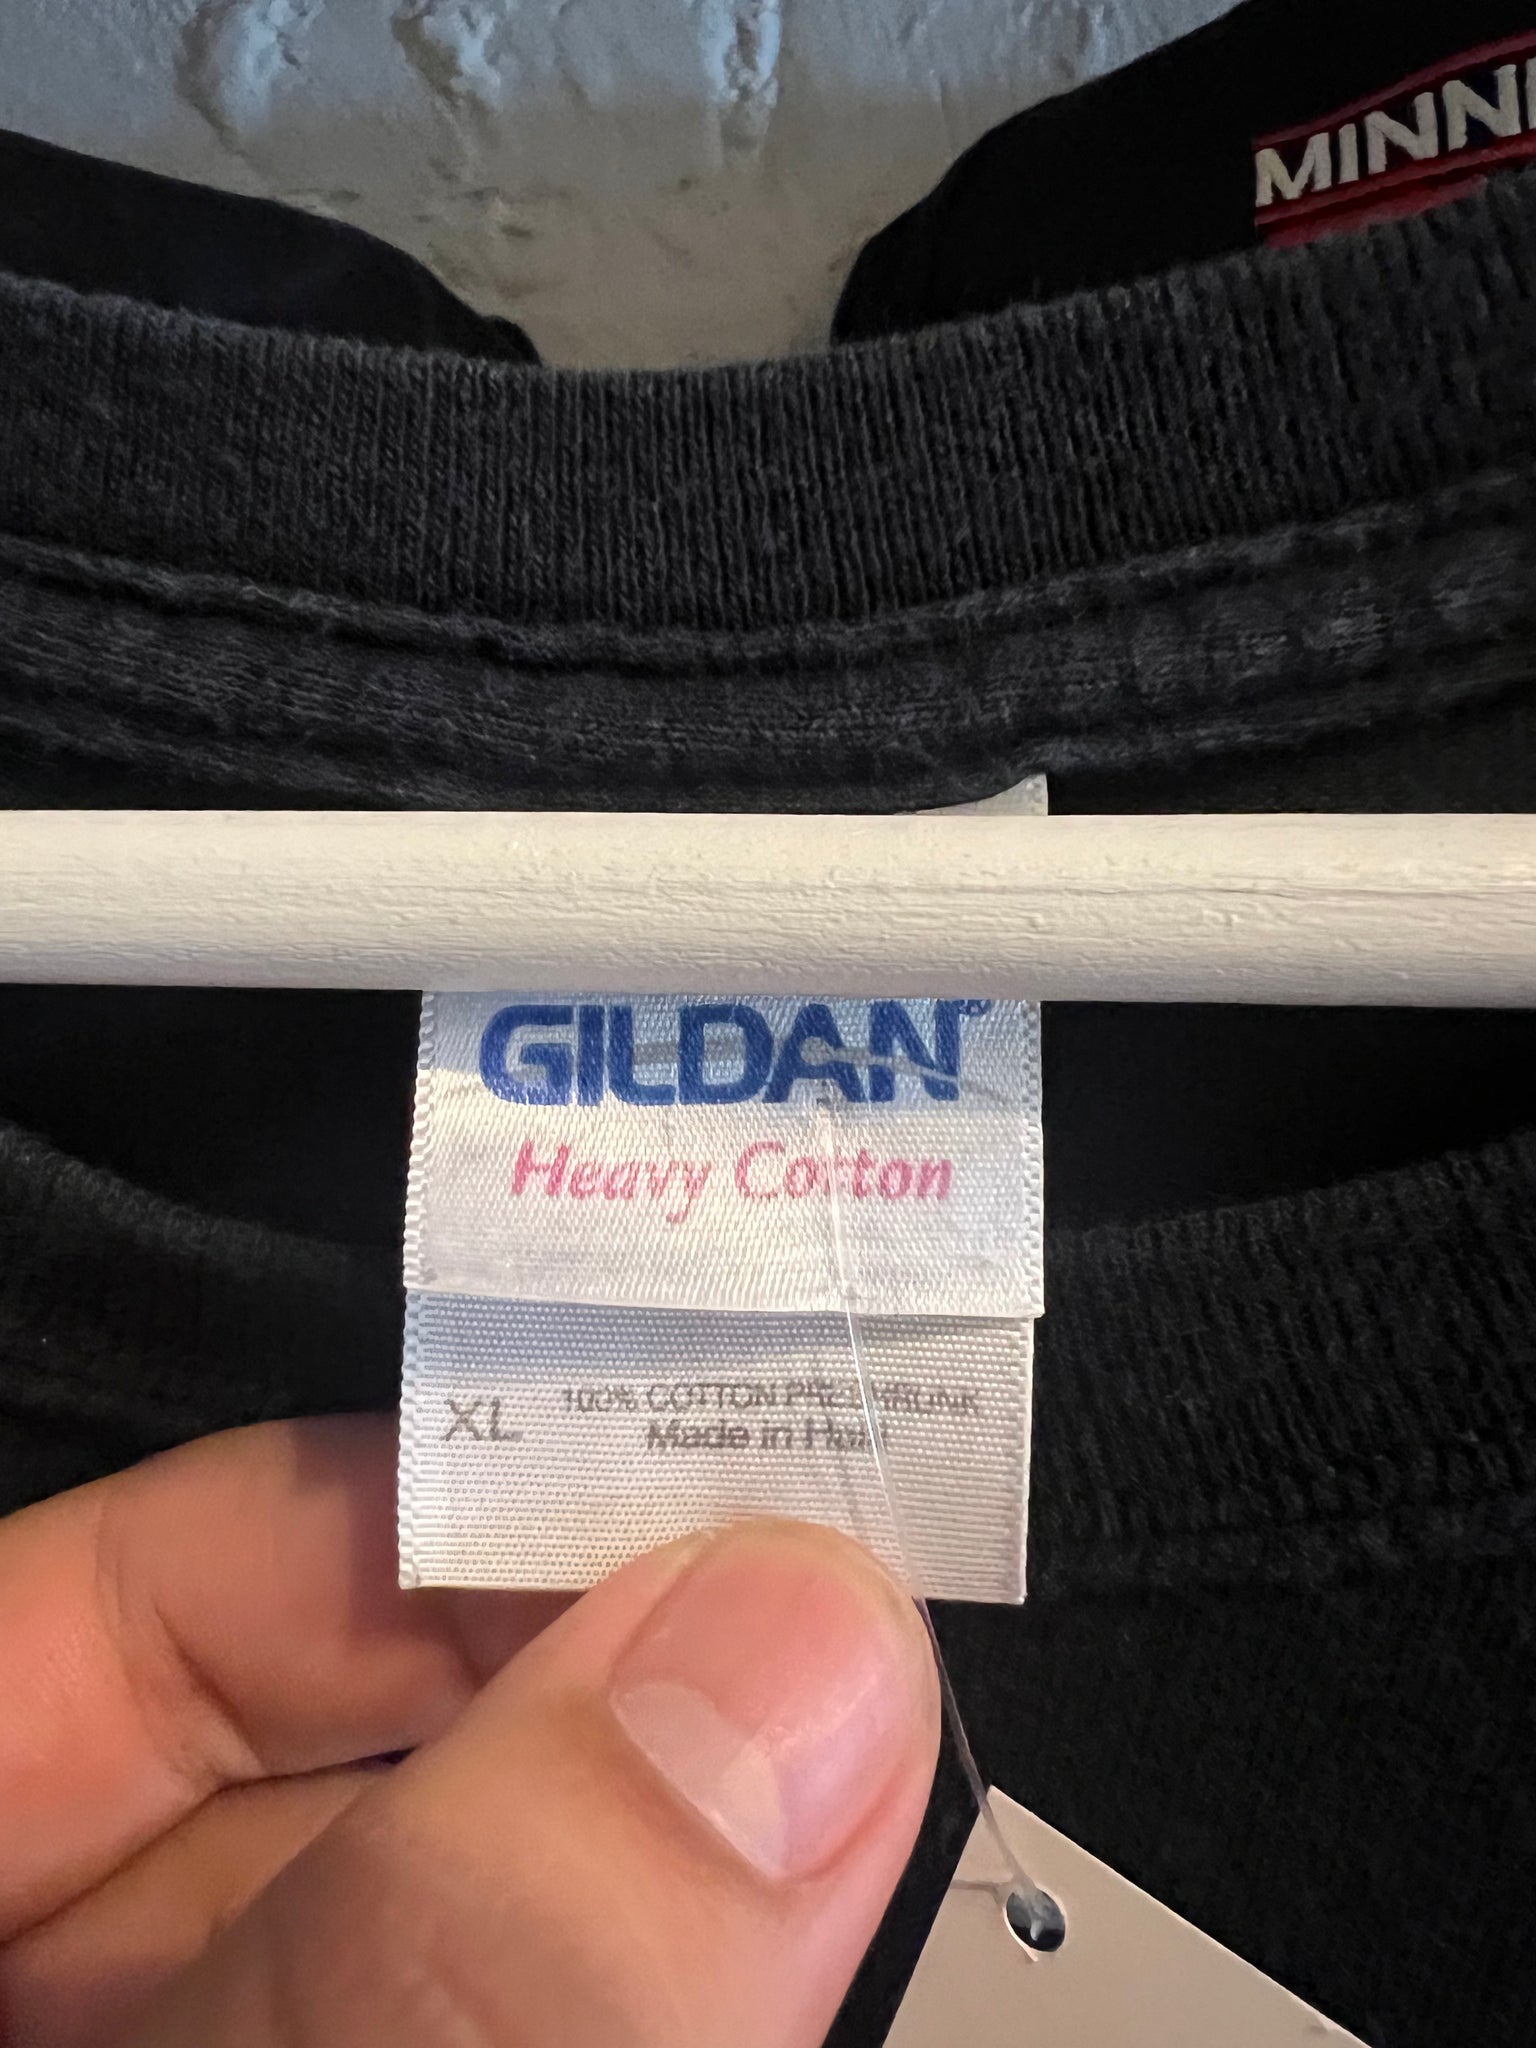 MINN
GILDAN®
Heavy Cotton
XL
100% COTTON PRESHRUNK
Made in Haiti